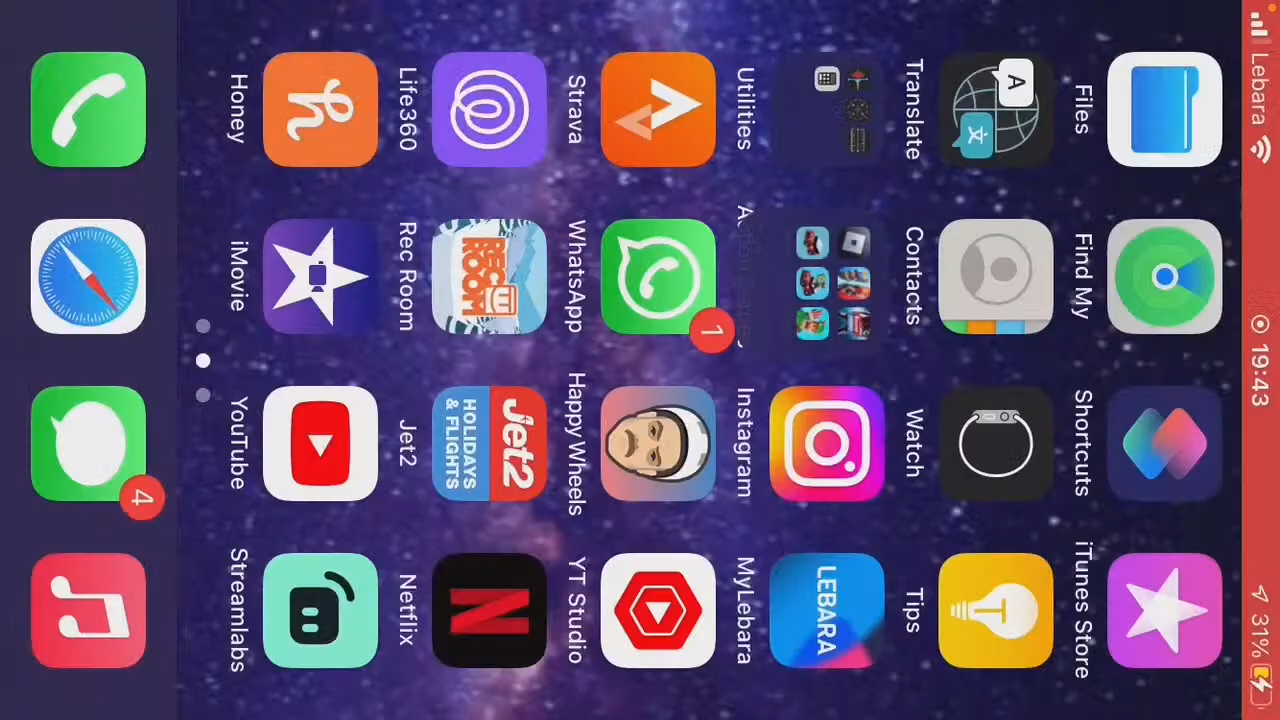 Lebara 19:43 31%
Files Find My Shortcuts iTunes Store
A
Translate Contacts Watch Tips
LEBARA
Utilities Instagram MyLebara
Strava WhatsApp Happy Wheels YT Studio
1
REC
ROOM
Jet2
HOLIDAYS
& FLIGHTS
Life360 Rec Room Jet2 Netflix
Honey iMovie YouTube Streamlabs
4